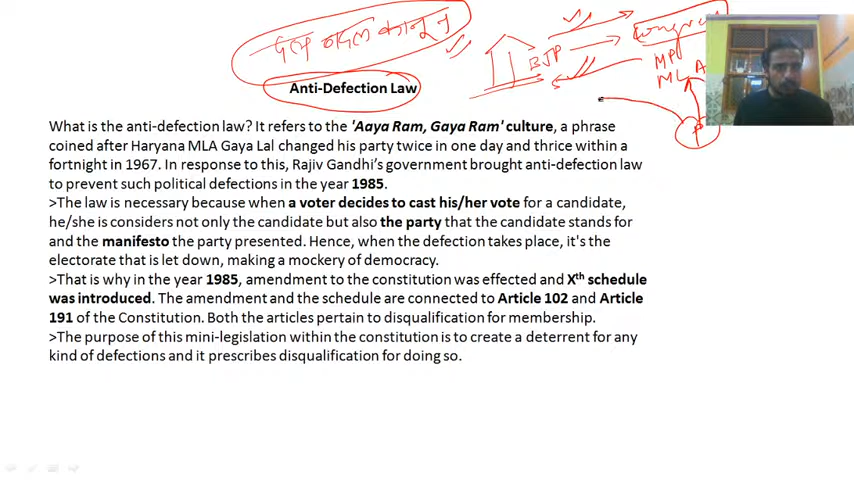 दल बदल कानून
BJP
Congress
MP
MLA
P
Anti-Defection Law
What is the anti-defection law? It refers to the 'Aaya Ram, Gaya Ram' culture, a phrase
coined after Haryana MLA Gaya Lal changed his party twice in one day and thrice within a
fortnight in 1967. In response to this, Rajiv Gandhi's government brought anti-defection law
to prevent such political defections in the year 1985.
>The law is necessary because when a voter decides to cast his/her vote for a candidate,
he/she is considers not only the candidate but also the party that the candidate stands for
and the manifesto the party presented. Hence, when the defection takes place, it's the
electorate that is let down, making a mockery of democracy.
>That is why in the year 1985, amendment to the constitution was effected and Xth schedule
was introduced. The amendment and the schedule are connected to Article 102 and Article
191 of the Constitution. Both the articles pertain to disqualification for membership.
>The purpose of this mini-legislation within the constitution is to create a deterrent for any
kind of defections and it prescribes disqualification for doing so.